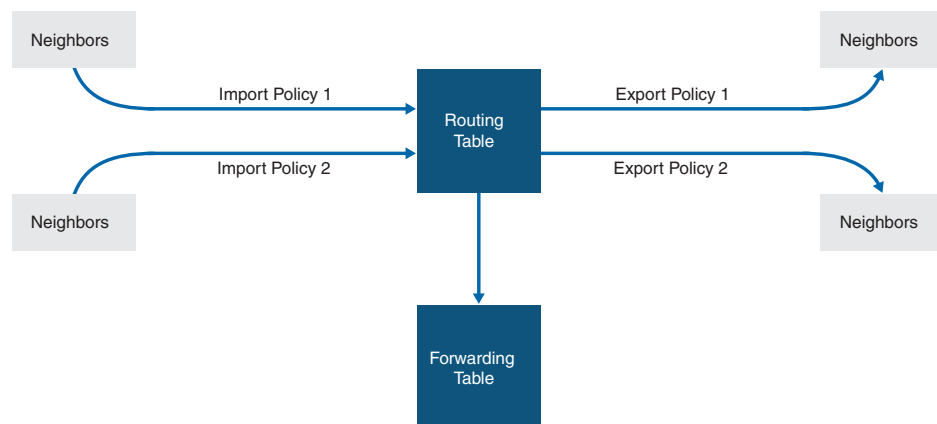 Neighbors
Neighbors
Import Policy 1
Export Policy 1
Routing
Table
Import Policy 2
Export Policy 2
Neighbors
Neighbors
Forwarding
Table